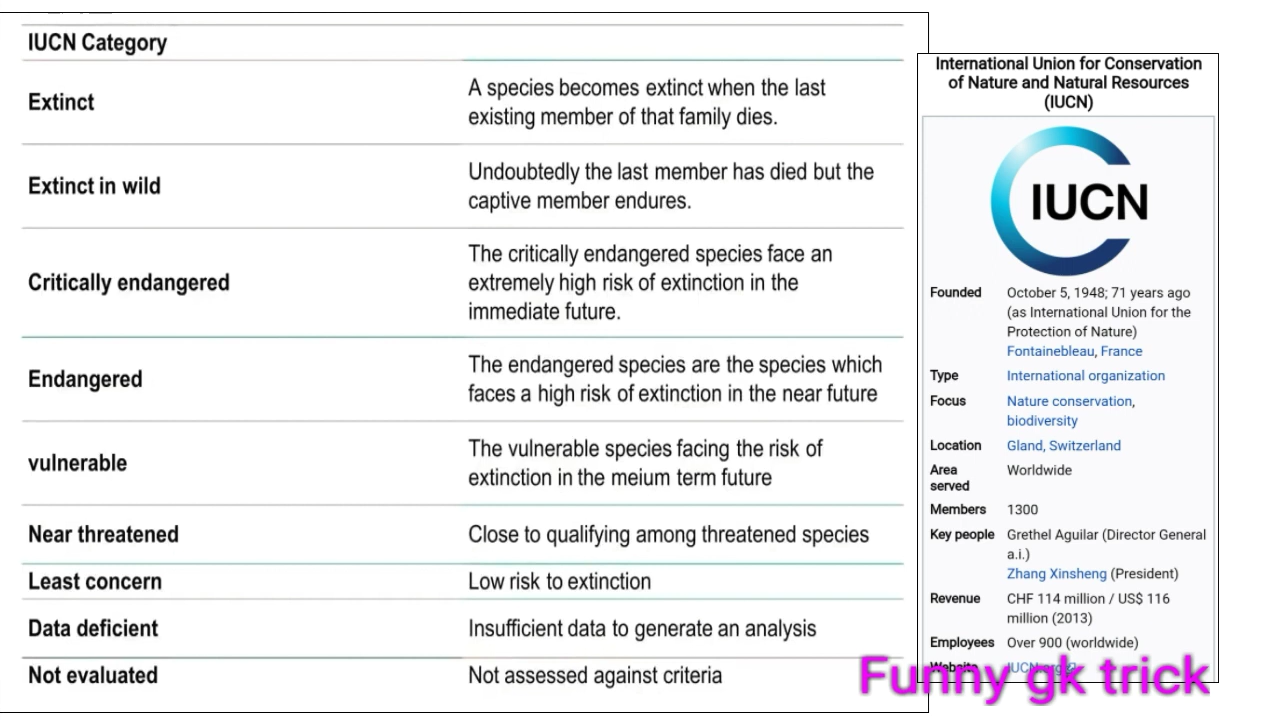 IUCN Category
Extinct
A species becomes extinct when the last
existing member of that family dies.
Extinct in wild
Undoubtedly the last member has died but the
captive member endures.
Critically endangered
The critically endangered species face an
extremely high risk of extinction in the
immediate future.
Endangered
The endangered species are the species which
faces a high risk of extinction in the near future
vulnerable
The vulnerable species facing the risk of
extinction in the meium term future
Near threatened
Close to qualifying among threatened species
Least concern
Low risk to extinction
Data deficient
Insufficient data to generate an analysis
Not evaluated
Not assessed against criteria
International Union for Conservation
of Nature and Natural Resources
(IUCN)
IUCN
Founded
October 5, 1948; 71 years ago
(as International Union for the
Protection of Nature)
Fontainebleau, France
Type
International organization
Focus
Nature conservation,
biodiversity
Location
Gland, Switzerland
Area
served
Worldwide
Members
1300
Key people
Grethel Aguilar (Director General
a.i.)
Zhang Xinsheng (President)
Revenue
CHF 114 million / US$ 116
million (2013)
Employees
Over 900 (worldwide)
Website
IUCN.org
Funny gk trick